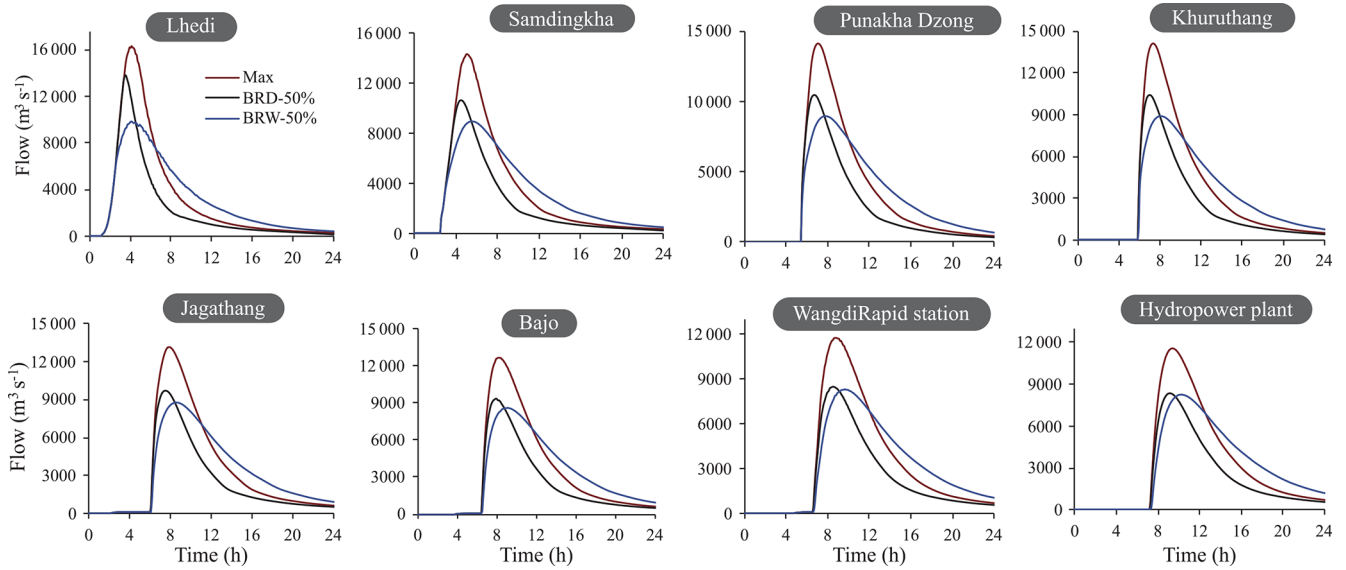 Lhedi
16 000
12 000
8000
4000
0
Flow (m³ s⁻¹)
Max
BRD-50%
BRW-50%
0 4 8 12 16 20 24
Samdingkha
16 000
12 000
8000
4000
0
0 4 8 12 16 20 24
Punakha Dzong
15 000
10 000
5000
0
0 4 8 12 16 20 24
Khuruthang
15 000
12 000
9000
6000
3000
0
0 4 8 12 16 20 24
Jagathang
15 000
12 000
9000
6000
3000
0
Flow (m³ s⁻¹)
0 4 8 12 16 20 24
Time (h)
Bajo
15 000
12 000
9000
6000
3000
0
0 4 8 12 16 20 24
Time (h)
WangdiRapid station
12 000
9000
6000
3000
0
0 4 8 12 16 20 24
Time (h)
Hydropower plant
12 000
9000
6000
3000
0
0 4 8 12 16 20 24
Time (h)